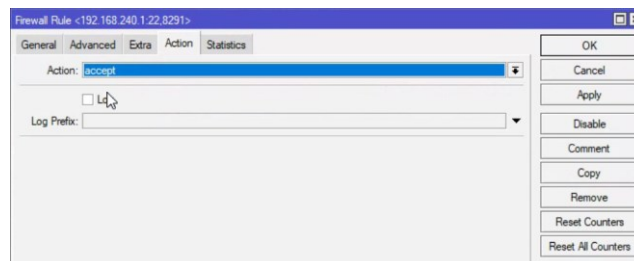 Firewall Rule <192.168.240.1:22,8291>
General Advanced Extra Action Statistics
OK
Action: accept
Cancel
Apply
Log Prefix:
Disable
Comment
Copy
Remove
Reset Counters
Reset All Counters